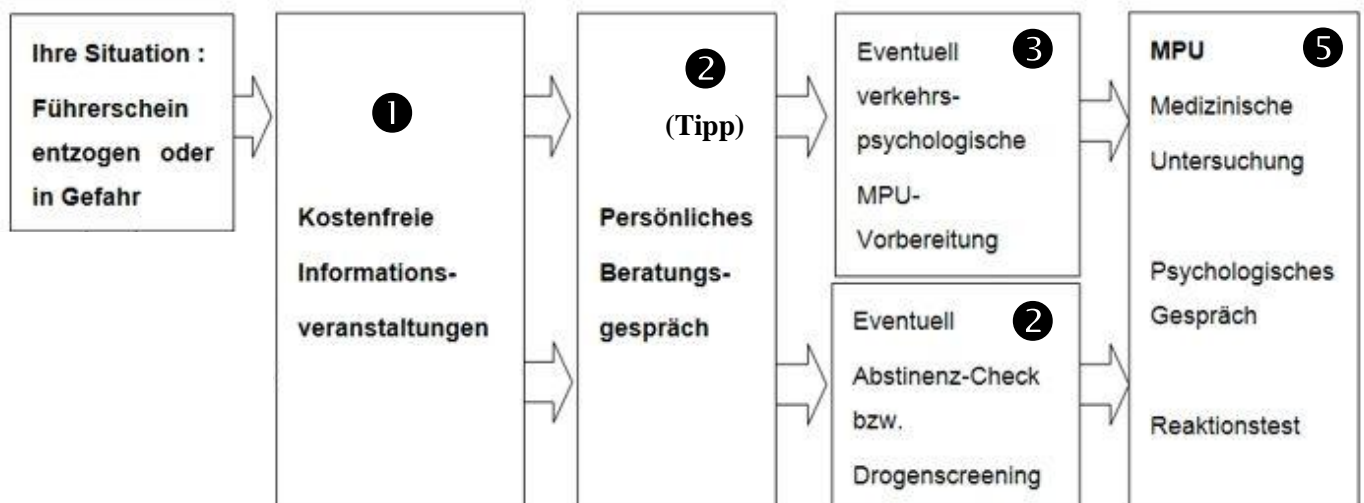 Ihre Situation :
Führerschein
entzogen oder
in Gefahr
❶
Kostenfreie
Informations-
veranstaltungen
❷
(Tipp)
Persönliches
Beratungs-
gespräch
Eventuell ❸
verkehrs-
psychologische
MPU-
Vorbereitung
Eventuell ❷
Abstinenz-Check
bzw.
Drogenscreening
MPU ❺
Medizinische
Untersuchung
Psychologisches
Gespräch
Reaktionstest